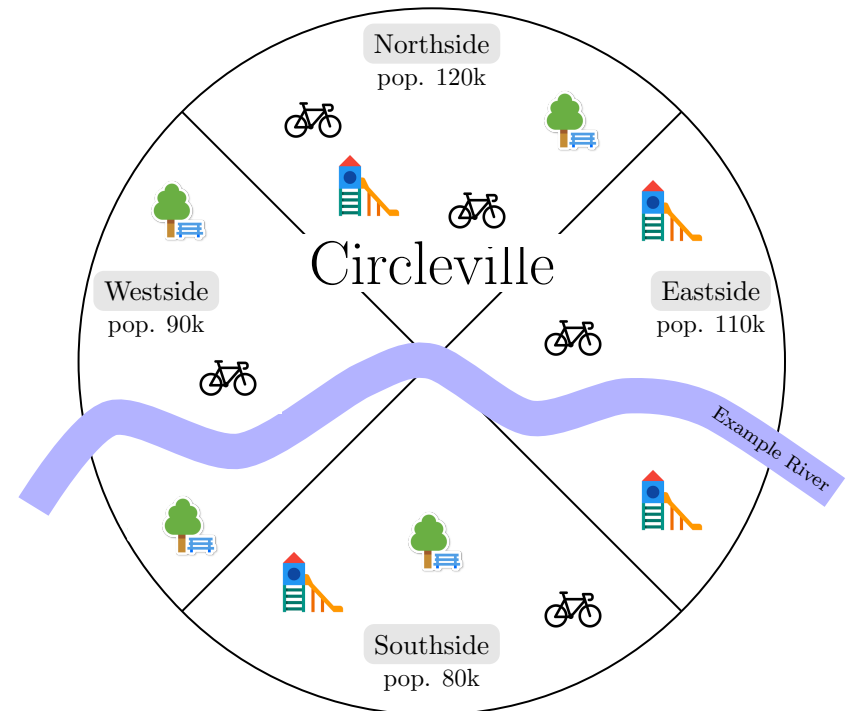 Northside
pop. 120k
Circleville
Westside
pop. 90k
Eastside
pop. 110k
Example River
Southside
pop. 80k